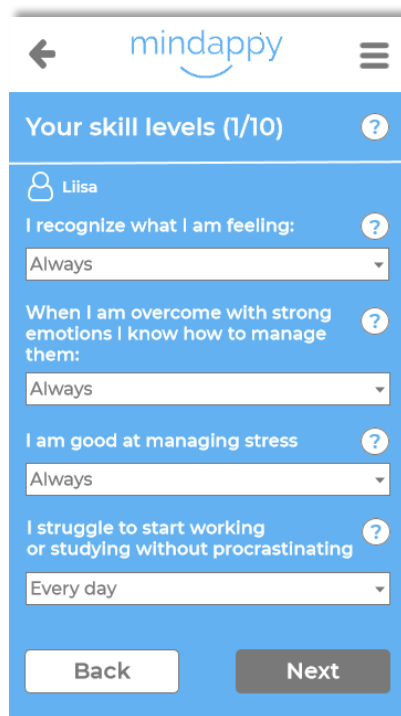 mindappy
Your skill levels (1/10)
?
Liisa
I recognize what I am feeling:
?
Always
When I am overcome with strong
emotions I know how to manage
them:
?
Always
I am good at managing stress
?
Always
I struggle to start working
or studying without procrastinating
?
Every day
Back
Next